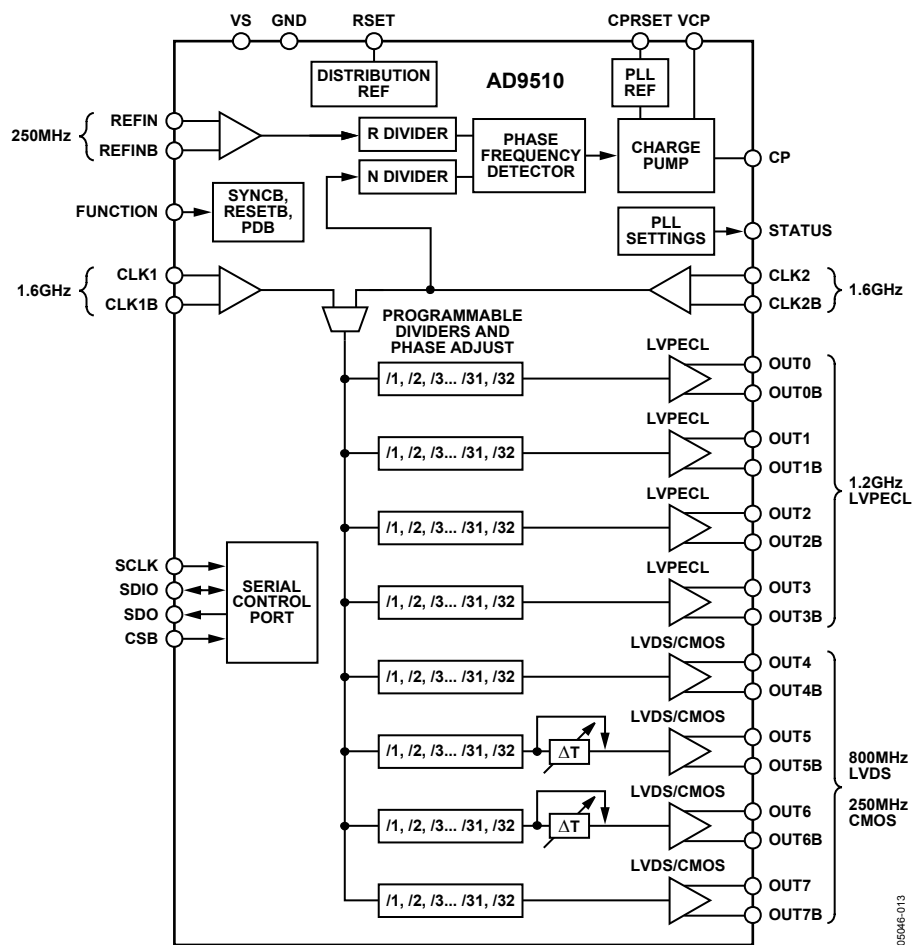 VS
GND
RSET
CPRSET
VCP
DISTRIBUTION
REF
AD9510
PLL
REF
250MHz
REFIN
REFINB
R DIVIDER
N DIVIDER
PHASE
FREQUENCY
DETECTOR
CHARGE
PUMP
CP
FUNCTION
SYNCB,
RESETB,
PDB
PLL
SETTINGS
STATUS
1.6GHz
CLK1
CLK1B
CLK2
CLK2B
1.6GHz
PROGRAMMABLE
DIVIDERS AND
PHASE ADJUST
/1, /2, /3... /31, /32
LVPECL
OUT0
OUT0B
/1, /2, /3... /31, /32
LVPECL
OUT1
OUT1B
1.2GHz
LVPECL
/1, /2, /3... /31, /32
LVPECL
OUT2
OUT2B
/1, /2, /3... /31, /32
LVPECL
OUT3
OUT3B
SCLK
SDIO
SDO
CSB
SERIAL
CONTROL
PORT
/1, /2, /3... /31, /32
LVDS/CMOS
OUT4
OUT4B
/1, /2, /3... /31, /32
ΔT
LVDS/CMOS
OUT5
OUT5B
800MHz
LVDS
250MHz
CMOS
/1, /2, /3... /31, /32
ΔT
LVDS/CMOS
OUT6
OUT6B
/1, /2, /3... /31, /32
LVDS/CMOS
OUT7
OUT7B
05046-013